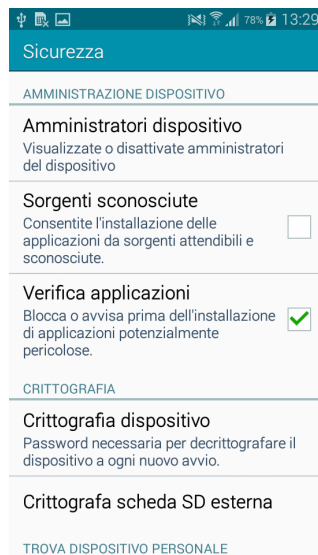 78% 13:29
Sicurezza
AMMINISTRAZIONE DISPOSITIVO
Amministratori dispositivo
Visualizzate o disattivate amministratori
del dispositivo
Sorgenti sconosciute
Consentite l'installazione delle
applicazioni da sorgenti attendibili e
sconosciute.
Verifica applicazioni
Blocca o avvisa prima dell'installazione
di applicazioni potenzialmente
pericolose.
CRITTOGRAFIA
Crittografia dispositivo
Password necessaria per decrittografare il
dispositivo a ogni nuovo avvio.
Crittografa scheda SD esterna
TROVA DISPOSITIVO PERSONALE